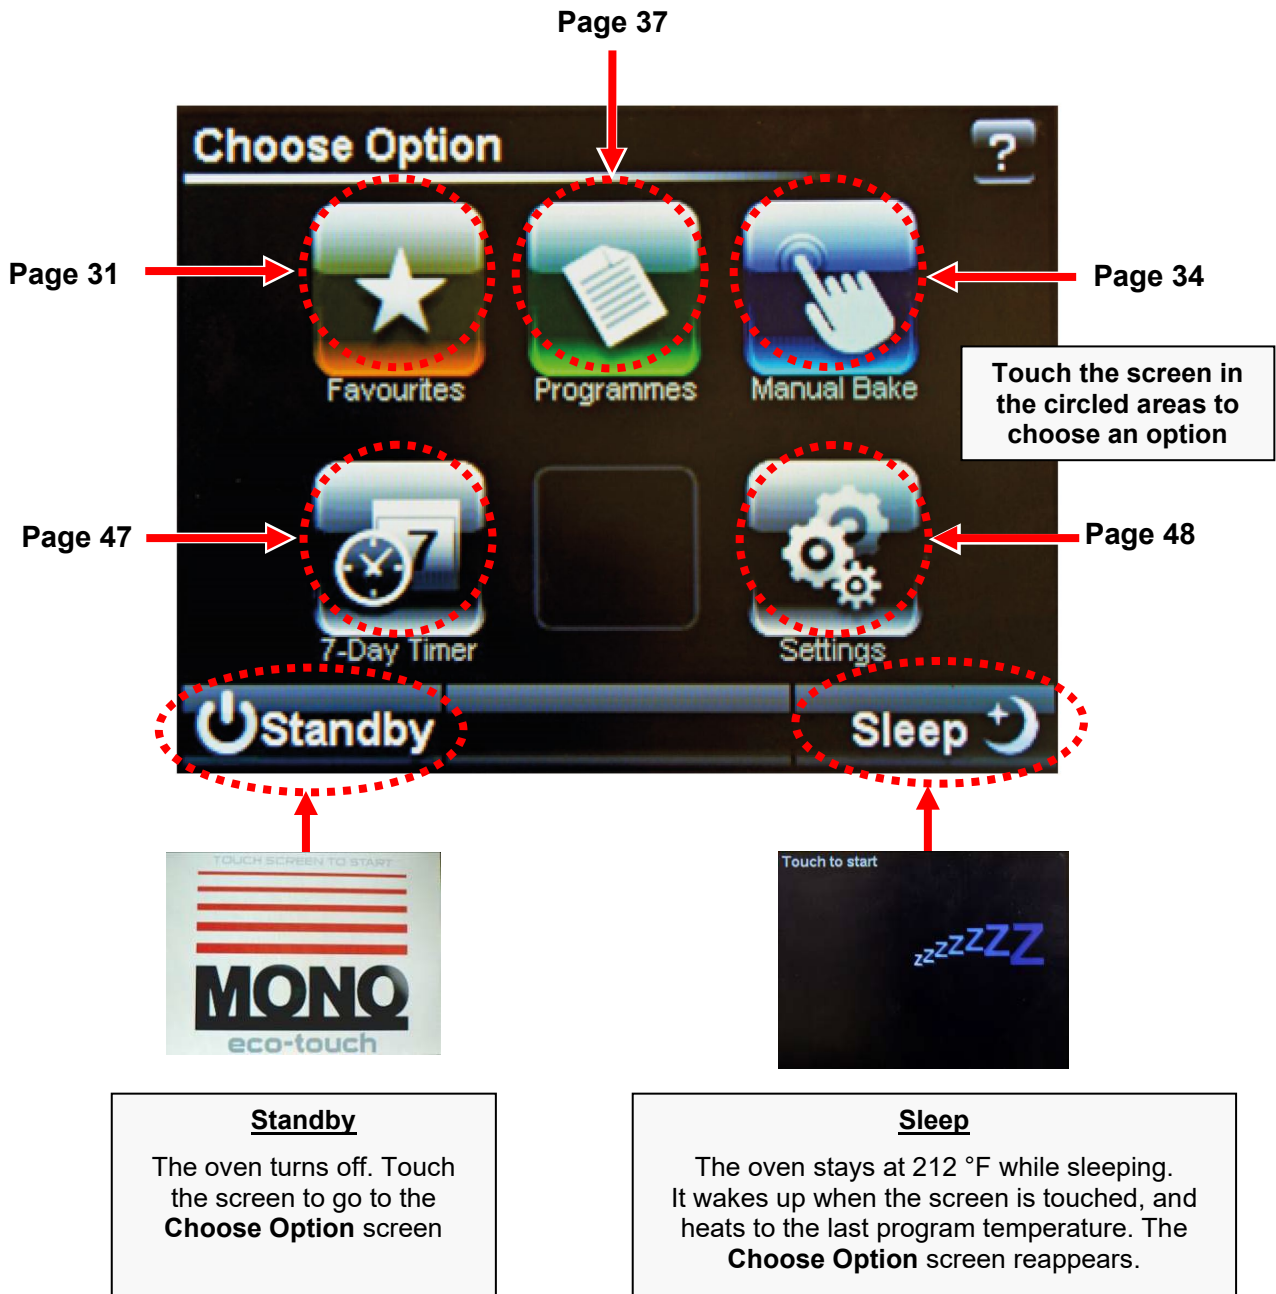 Page 37
Choose Option
?
Page 31
Page 34
Favourites
Programmes
Manual Bake
Touch the screen in
the circled areas to
choose an option
Page 47
7
Page 48
7-Day Timer
Settings
Standby
Sleep
TOUCH SCREEN TO START
MONO
eco-touch
Touch to start
zzzzzZZ
Standby
The oven turns off. Touch
the screen to go to the
Choose Option screen
Sleep
The oven stays at 212 °F while sleeping.
It wakes up when the screen is touched, and
heats to the last program temperature. The
Choose Option screen reappears.